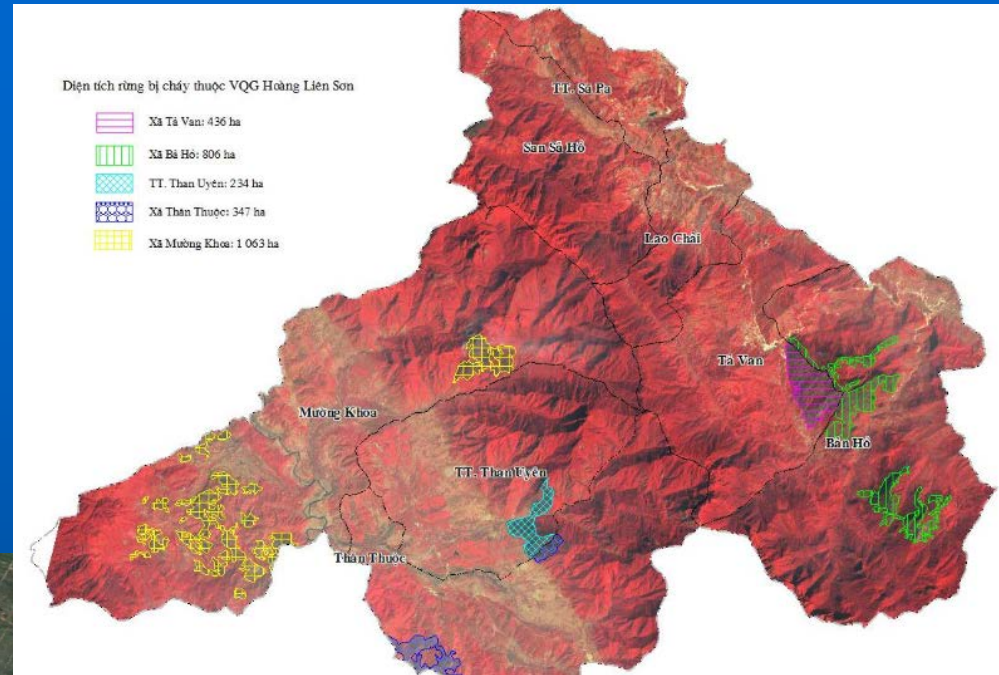 Diện tích rừng bị cháy thuộc VQG Hoàng Liên Sơn
Xã Tả Van: 436 ha
Xã Bả Hồ: 806 ha
TT. Than Uyên: 234 ha
Xã Thân Thuộc: 347 ha
Xã Mường Khoa: 1 063 ha
TT. Sa Pa
San Sả Hồ
Lao Chải
Tả Van
Bản Hồ
Mường Khoa
TT. Than Uyên
Thân Thuộc